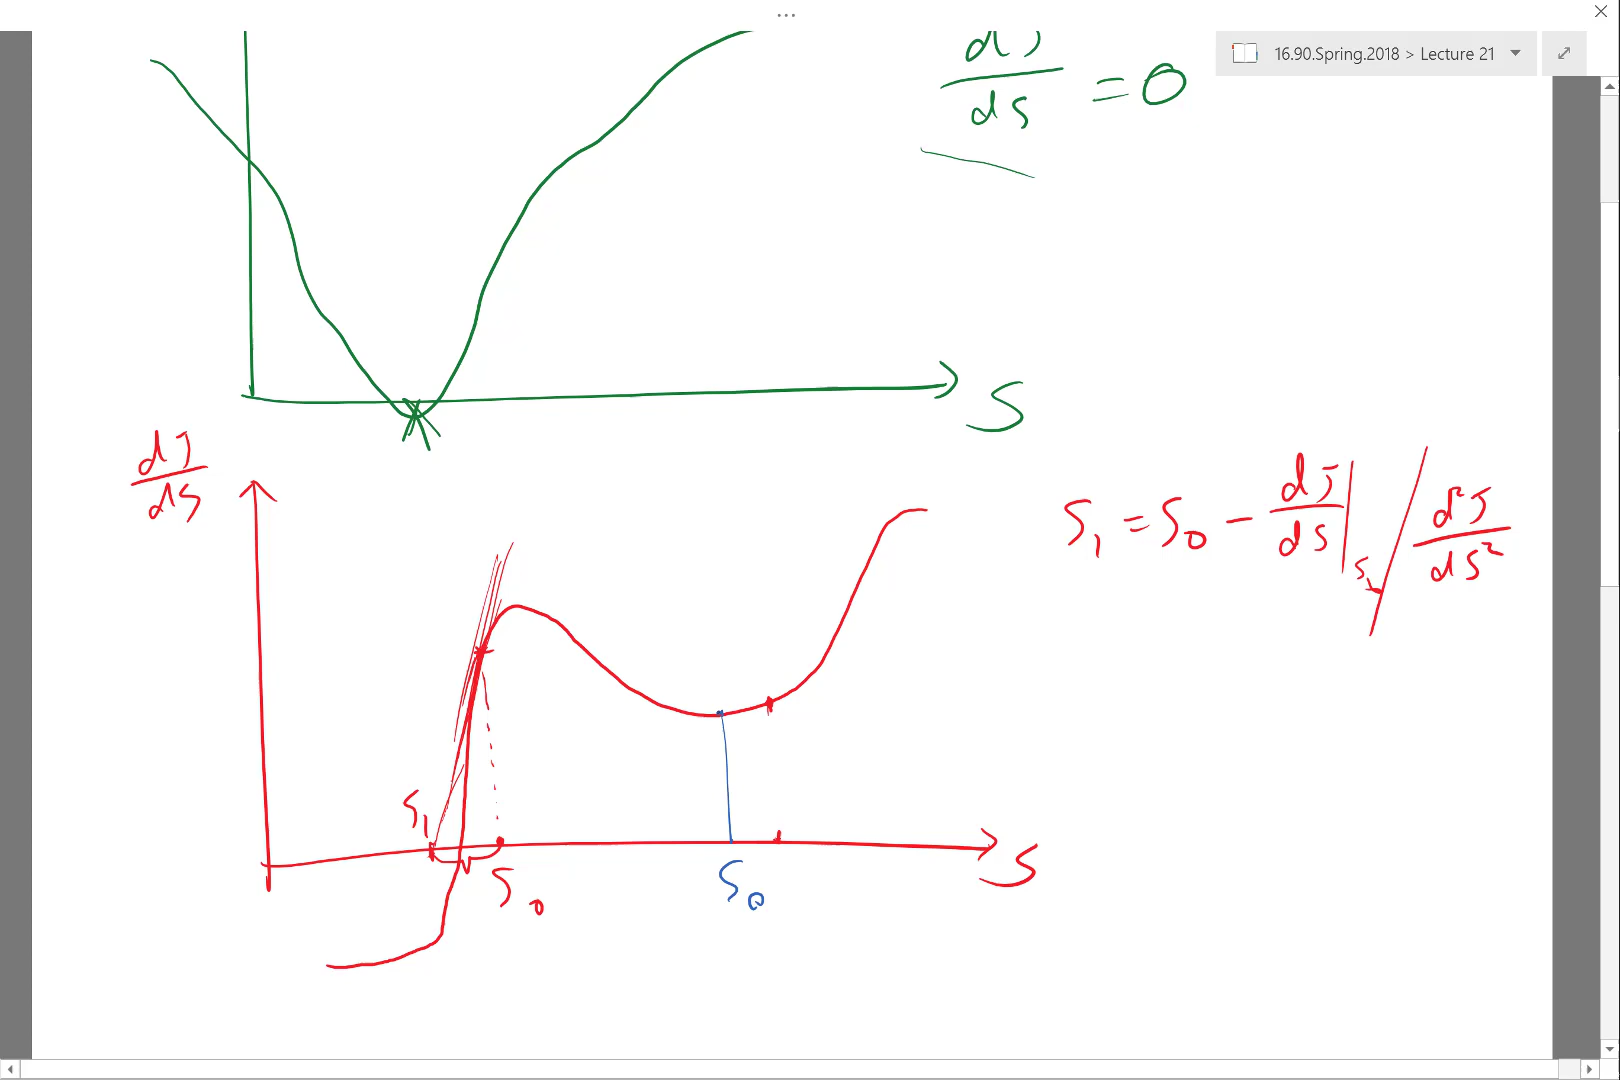 16.90.Spring.2018 > Lecture 21
dJ/dS = 0
S
dJ/dS
S₁ = S₀ - dJ/dS|S₁ / d²J/dS²
S₁
S₀
S₀
S